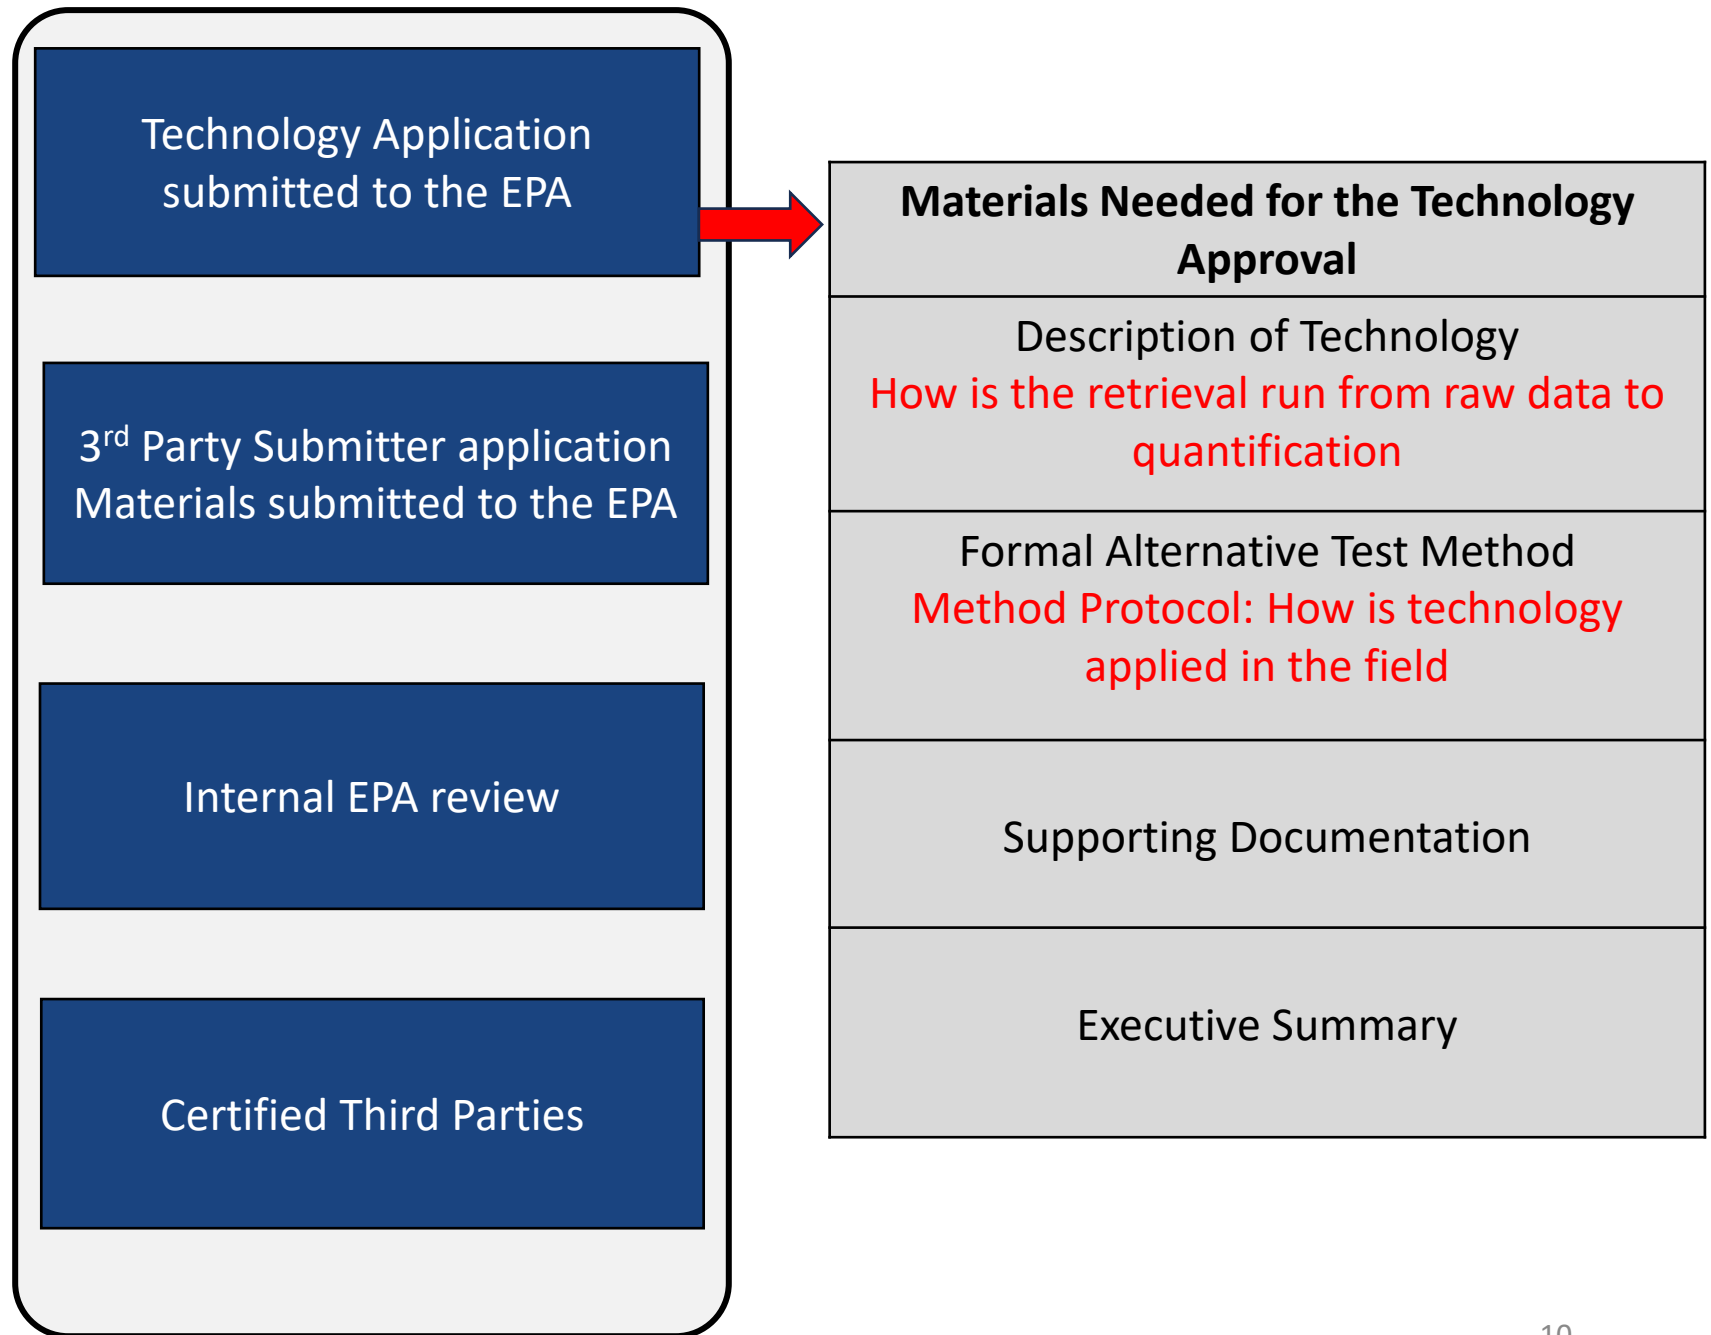 Technology Application
submitted to the EPA
3rd Party Submitter application
Materials submitted to the EPA
Internal EPA review
Certified Third Parties
Materials Needed for the Technology
Approval
Description of Technology
How is the retrieval run from raw data to
quantification
Formal Alternative Test Method
Method Protocol: How is technology
applied in the field
Supporting Documentation
Executive Summary
10